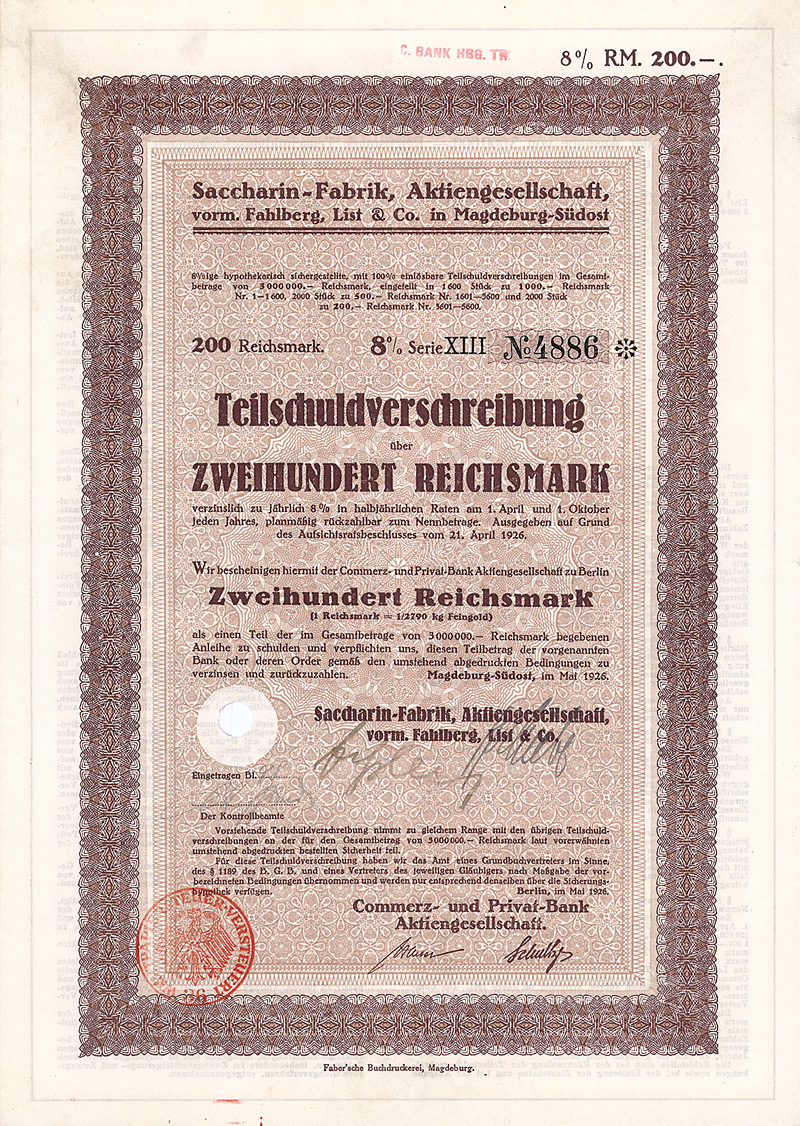 C. BANK HBG. TR
8% RM. 200.—.
Saccharin-Fabrik, Aktiengesellschaft,
vorm. Fahlberg, List & Co. in Magdeburg-Südost
8%ige hypothekarisch sichergestellte, mit 100% einlösbare Teilschuldverschreibungen im Gesamt-
betrage von 3000000.— Reichsmark, eingeteilt in 1600 Stück zu 1000.— Reichsmark
Nr. 1—1600, 2000 Stück zu 500.— Reichsmark Nr. 1601—3600 und 2000 Stück
zu 200.— Reichsmark Nr. 3601—5600.
200 Reichsmark. 8% Serie XIII № 4886
Teilschuldverschreibung
über
ZWEIHUNDERT REICHSMARK
verzinslich zu jährlich 8% in halbjährlichen Raten am 1. April und 1. Oktober
jeden Jahres, planmäßig rückzahlbar zum Nennbetrage. Ausgegeben auf Grund
des Aufsichtsratsbeschlusses vom 21. April 1926.
Wir bescheinigen hiermit der Commerz- und Privat-Bank Aktiengesellschaft zu Berlin
Zweihundert Reichsmark
(1 Reichsmark = 1/2790 kg Feingold)
als einen Teil der im Gesamtbetrage von 3000000.— Reichsmark begebenen
Anleihe zu schulden und verpflichten uns, diesen Teilbetrag der vorgenannten
Bank oder deren Order gemäß den umstehend abgedruckten Bedingungen zu
verzinsen und zurückzuzahlen. Magdeburg-Südost, im Mai 1926.
Saccharin-Fabrik, Aktiengesellschaft,
vorm. Fahlberg, List & Co.
Eingetragen Bl.
Der Kontrollbeamte
Vorstehende Teilschuldverschreibung nimmt zu gleichem Range mit den übrigen Teilschuld-
verschreibungen an der für den Gesamtbetrag von 3000000.— Reichsmark laut vorerwähnten
umstehend abgedruckten bestellten Sicherheit teil.
Für diese Teilschuldverschreibung haben wir das Amt eines Grundbuchvertreters im Sinne,
des § 1189 des B. G. B. und eines Vertreters des jeweiligen Gläubigers nach Maßgabe der vor-
bezeichneten Bedingungen übernommen und werden nur entsprechend denselben über die Sicherungs-
hypothek verfügen. Berlin, im Mai 1926.
Commerz- und Privat-Bank
Aktiengesellschaft.
Faber'sche Buchdruckerei, Magdeburg.